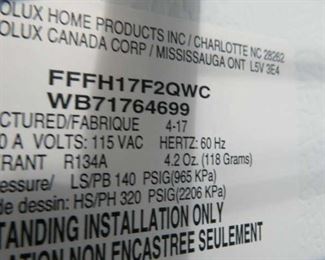 OLUX HOME PRODUCTS INC / CHARLOTTE NC 28262
OLUX CANADA CORP / MISSISSAUGA ONT L5V 3E4
FFFH17F2QWC
WB71764699
CTURED/FABRIQUE 4-17
0 A VOLTS: 115 VAC HERTZ: 60 Hz
ERANT R134A 4.2 Oz. (118 Grams)
ressure/ LS/PB 140 PSIG(965 KPa)
de dessin: HS/PH 320 PSIG(2206 KPa)
TANDING INSTALLATION ONLY
ATION NON ENCASTREE SEULEMENT